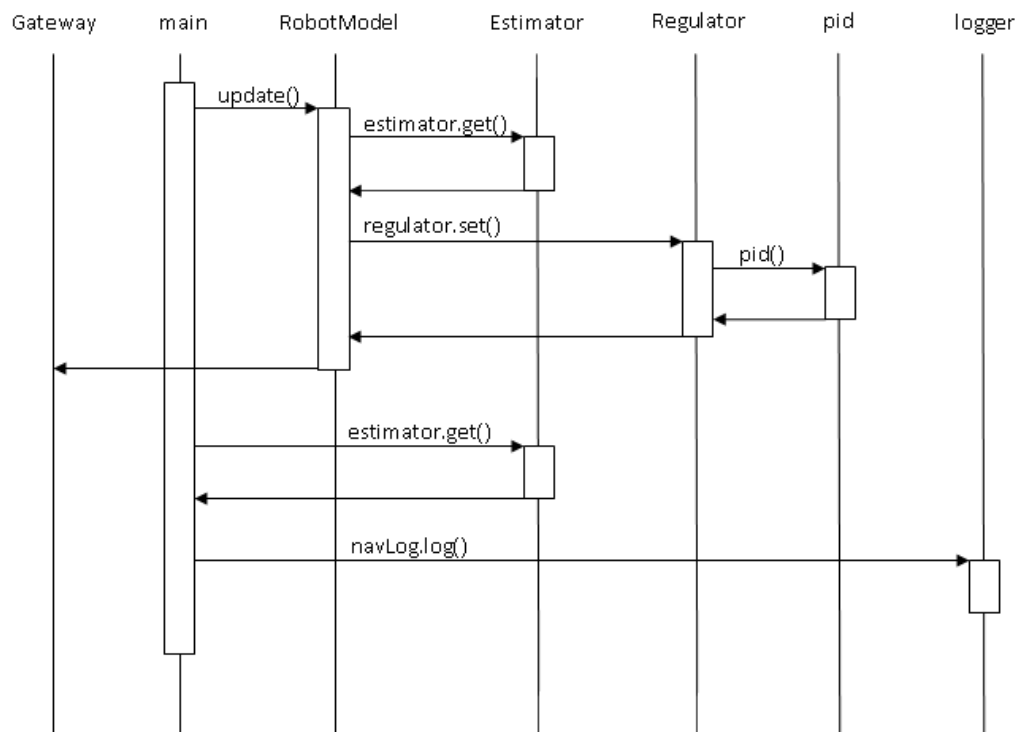 Gateway main RobotModel Estimator Regulator pid logger
update()
estimator.get()
regulator.set()
pid()
estimator.get()
navLog.log()